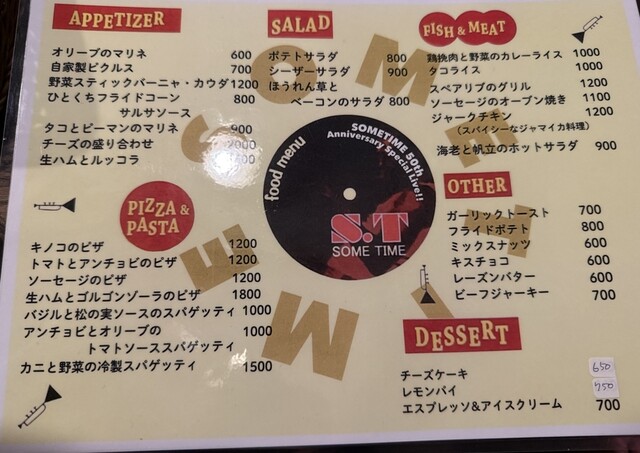 APPETIZER
オリーブのマリネ 600
自家製ピクルス 700
野菜スティックバーニャ・カウダ 1200
ひとくちフライドコーン 800
サルサソース
タコとピーマンのマリネ 900
チーズの盛り合わせ 2000
生ハムとルッコラ
SALAD
ポテトサラダ 800
シーザーサラダ 900
ほうれん草と
ベーコンのサラダ 800
FISH & MEAT
鶏挽肉と野菜のカレーライス 1000
タコライス 1000
スペアリブのグリル 1200
ソーセージのオーブン焼き 1100
ジャークチキン 1200
(スパイシーなジャマイカ料理)
海老と帆立のホットサラダ 900
food menu
SOMETIME 50th
Anniversary Special Live!!
S.T
SOME TIME
SOMETIME
PIZZA &
PASTA
キノコのピザ 1200
トマトとアンチョビのピザ 1200
ソーセージのピザ 1200
生ハムとゴルゴンゾーラのピザ 1800
バジルと松の実ソースのスパゲッティ 1000
アンチョビとオリーブの 1000
トマトソーススパゲッティ
カニと野菜の冷製スパゲッティ 1500
OTHER
ガーリックトースト 700
フライドポテト 800
ミックスナッツ 600
キスチョコ 600
レーズンバター 600
ビーフジャーキー 700
DESSERT
チーズケーキ 650
レモンパイ 750
エスプレッソ&アイスクリーム 700